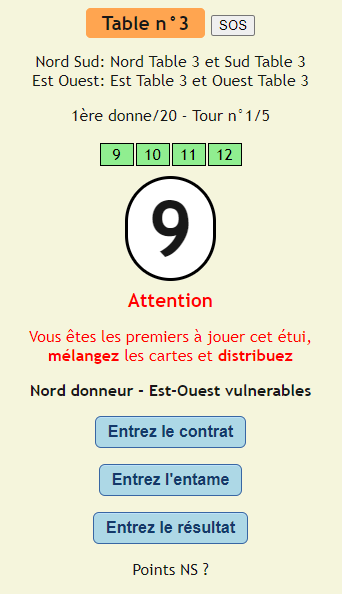 Table n°3 SOS
Nord Sud: Nord Table 3 et Sud Table 3
Est Ouest: Est Table 3 et Ouest Table 3
1ère donne/20 - Tour n°1/5
9 10 11 12
9
Attention
Vous êtes les premiers à jouer cet étui,
mélangez les cartes et distribuez
Nord donneur - Est-Ouest vulnerables
Entrez le contrat
Entrez l'entame
Entrez le résultat
Points NS ?